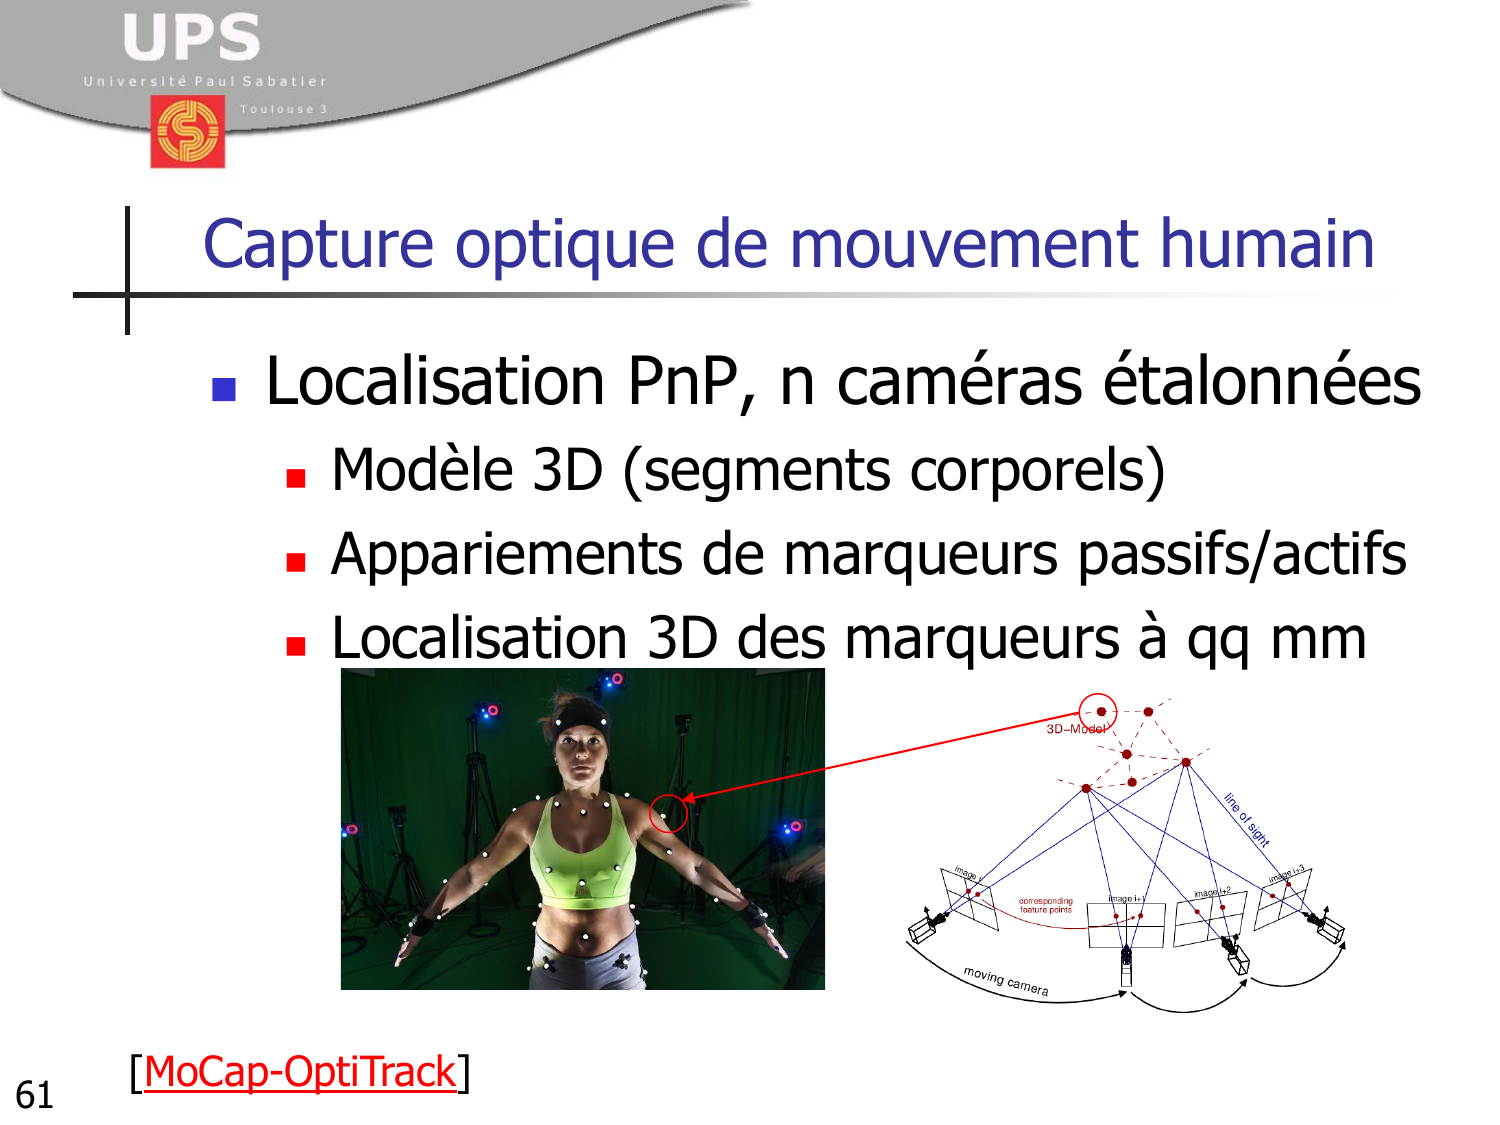 UPS
Université Paul Sabatier
Toulouse 3
Capture optique de mouvement humain
Localisation PnP, n caméras étalonnées
Modèle 3D (segments corporels)
Appariements de marqueurs passifs/actifs
Localisation 3D des marqueurs à qq mm
3D–Model
line of sight
image i
corresponding
feature points
image i+1
image i+2
image i+3
moving camera
[MoCap-OptiTrack]
61